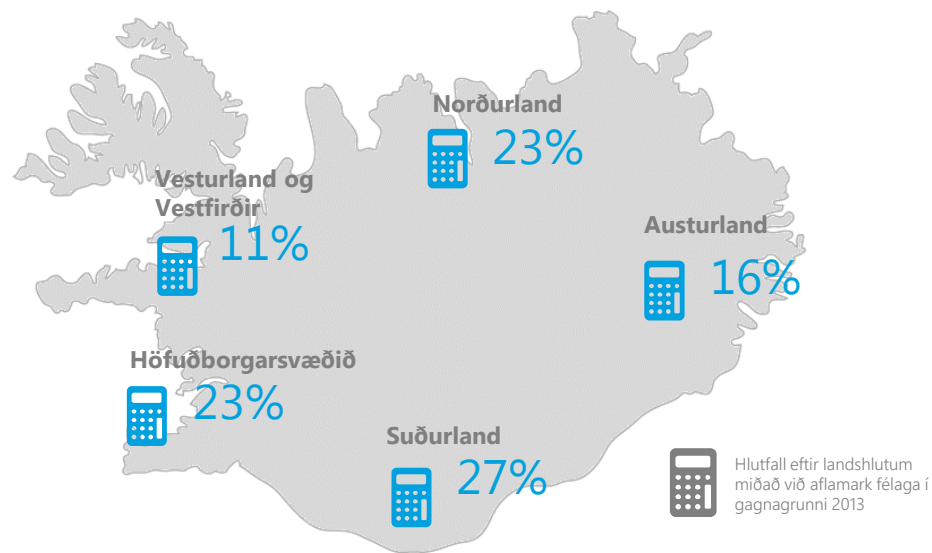 Norðurland
23%
Vesturland og
Vestfirðir
11%
Austurland
16%
Höfuðborgarsvæðið
23%
Suðurland
27%
Hlutfall eftir landshlutum
miðað við aflamark félaga í
gagnagrunni 2013